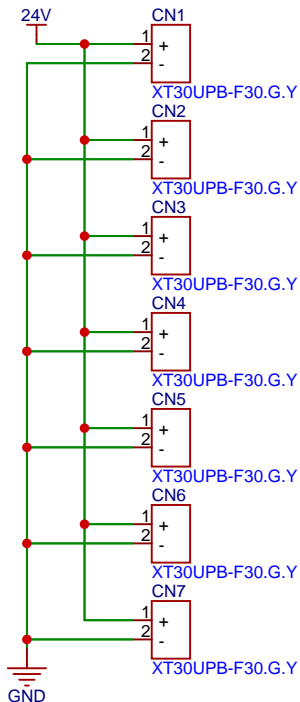 24V
CN1
1 +
2 -
XT30UPB-F30.G.Y
CN2
1 +
2 -
XT30UPB-F30.G.Y
CN3
1 +
2 -
XT30UPB-F30.G.Y
CN4
1 +
2 -
XT30UPB-F30.G.Y
CN5
1 +
2 -
XT30UPB-F30.G.Y
CN6
1 +
2 -
XT30UPB-F30.G.Y
CN7
1 +
2 -
XT30UPB-F30.G.Y
GND